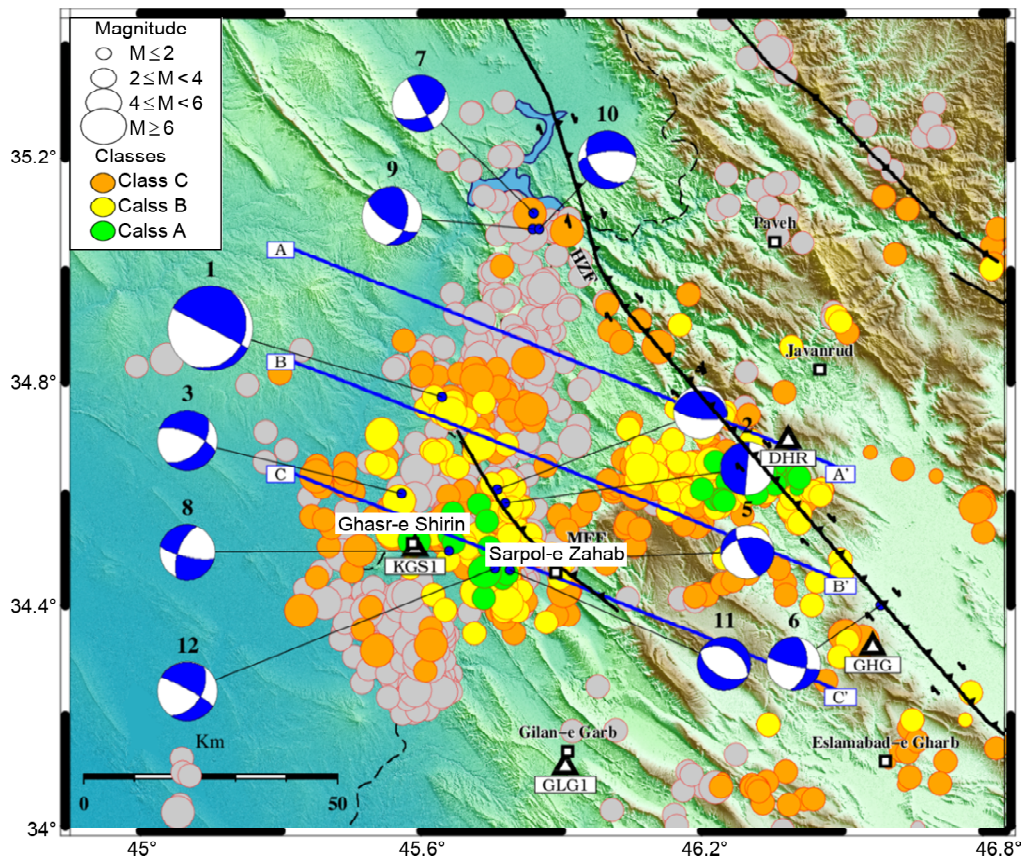 Magnitude
M ≤ 2
2 ≤ M < 4
4 ≤ M < 6
M ≥ 6
Classes
Class C
Calss B
Calss A
7
10
9
35.2°
Paveh
A
HZF
1
Javanrud
34.8°
B
4
3
2
DHR
A'
C
Ghasr-e Shirin
8
5
MFF
Sarpol-e Zahab
KGS1
B'
34.4°
12
11
6
GHG
C'
Km
Gilan-e Garb
Eslamabad-e Gharb
GLG1
0
50
34°
45°
45.6°
46.2°
46.8°